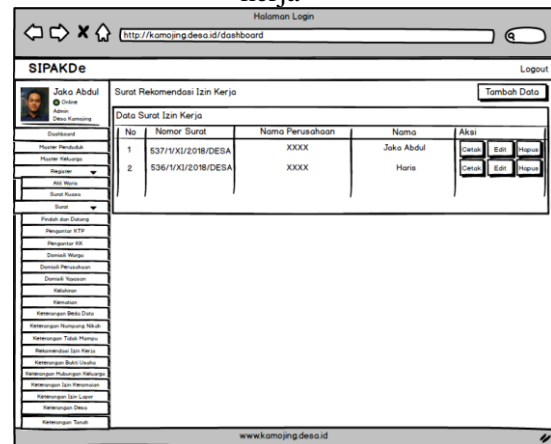 Kerja
Halaman Login
http://kamojing.desa.id/dashboard
SIPAKDe
Logout
Jaka Abdul
Online
Admin
Desa Kamojing
Surat Rekomendasi Izin Kerja
Tambah Data
Data Surat Izin Kerja
No Nomor Surat Nama Perusahaan Nama Aksi
1 537/1/XI/2018/DESA XXXX Jaka Abdul Cetak Edit Hapus
2 536/1/XI/2018/DESA XXXX Haris Cetak Edit Hapus
Dashboard
Master Penduduk
Master Keluarga
Register
Ahli Waris
Surat Kuasa
Surat
Pindah dan Datang
Pengantar KTP
Pengantar KK
Domisili Warga
Domisili Perusahaan
Domisili Yayasan
Kelahiran
Kematian
Keterangan Beda Data
Keterangan Numpang Nikah
Keterangan Tidak Mampu
Rekomendasi Izin Kerja
Keterangan Bukti Usaha
Keterangan Hubungan Keluarga
Keterangan Izin Keramaian
Keterangan Izin Lapor
Keterangan Desa
Keterangan Tanah
www.kamojing.desa.id